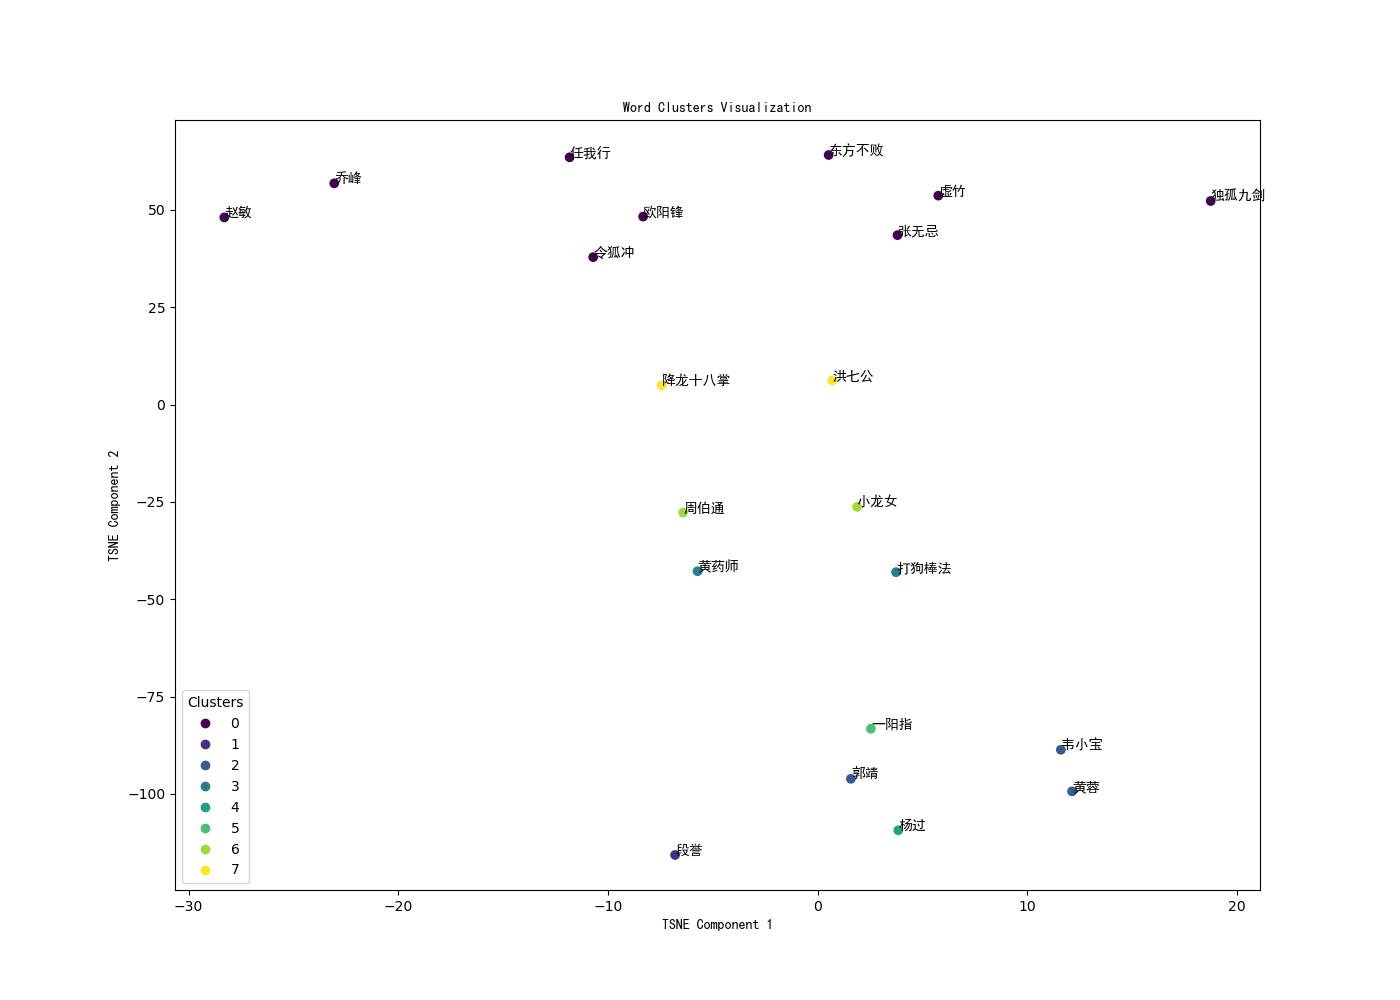 Word Clusters Visualization
任我行
东方不败
乔峰
虚竹
独孤九剑
赵敏
欧阳锋
张无忌
令狐冲
降龙十八掌
洪七公
周伯通
小龙女
黄药师
打狗棒法
一阳指
韦小宝
郭靖
黄蓉
杨过
段誉
50
25
0
−25
−50
−75
−100
TSNE Component 2
Clusters
0
1
2
3
4
5
6
7
−30
−20
−10
0
10
20
TSNE Component 1